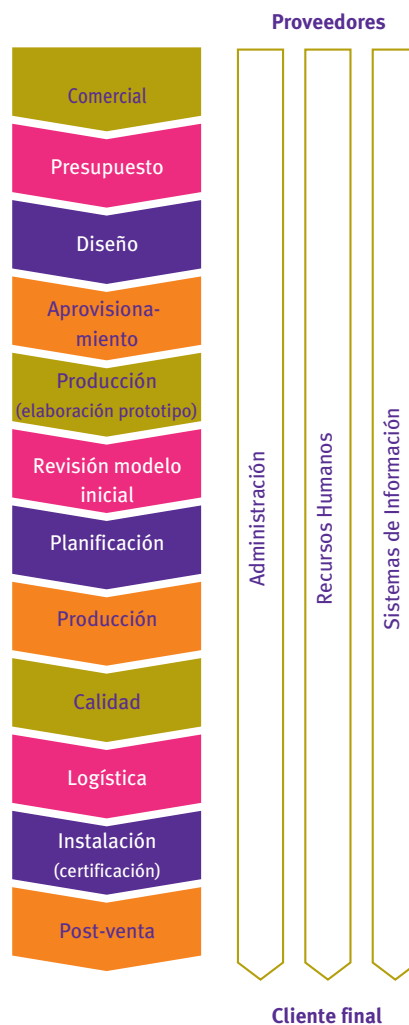 Proveedores
Comercial
Presupuesto
Diseño
Aprovisiona-
miento
Producción
(elaboración prototipo)
Revisión modelo
inicial
Planificación
Producción
Calidad
Logística
Instalación
(certificación)
Post-venta
Administración
Recursos Humanos
Sistemas de Información
Cliente final